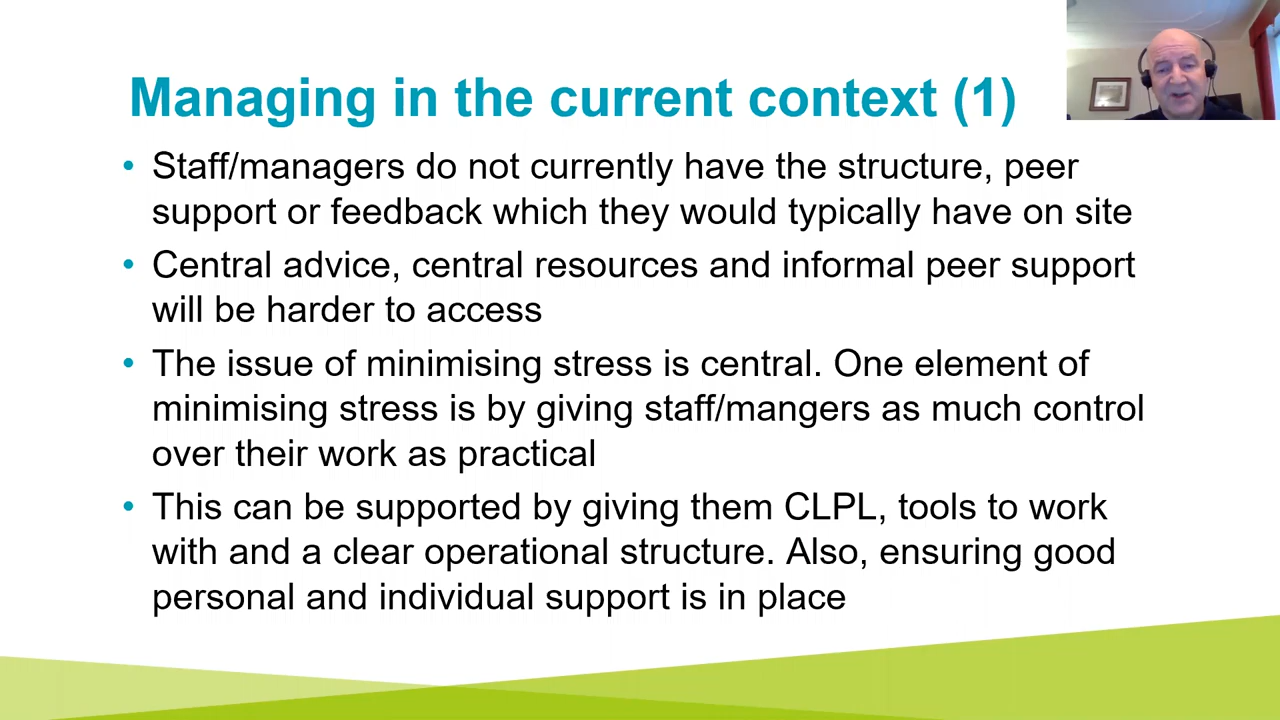 Managing in the current context (1)
• Staff/managers do not currently have the structure, peer
support or feedback which they would typically have on site
• Central advice, central resources and informal peer support
will be harder to access
• The issue of minimising stress is central. One element of
minimising stress is by giving staff/mangers as much control
over their work as practical
• This can be supported by giving them CLPL, tools to work
with and a clear operational structure. Also, ensuring good
personal and individual support is in place